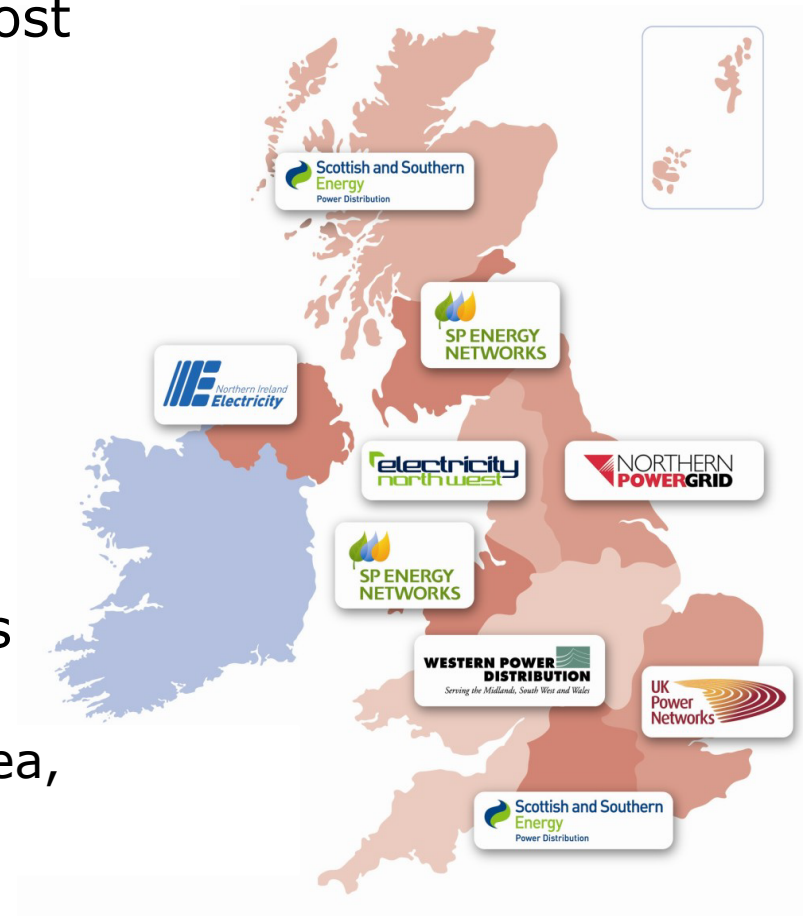 ost
Scottish and Southern
Energy
Power Distribution
SP ENERGY
NETWORKS
Northern Ireland
Electricity
electricity
north west
NORTHERN
POWERGRID
SP ENERGY
NETWORKS
s
WESTERN POWER
DISTRIBUTION
Serving the Midlands, South West and Wales
UK
Power
Networks
ea,
Scottish and Southern
Energy
Power Distribution